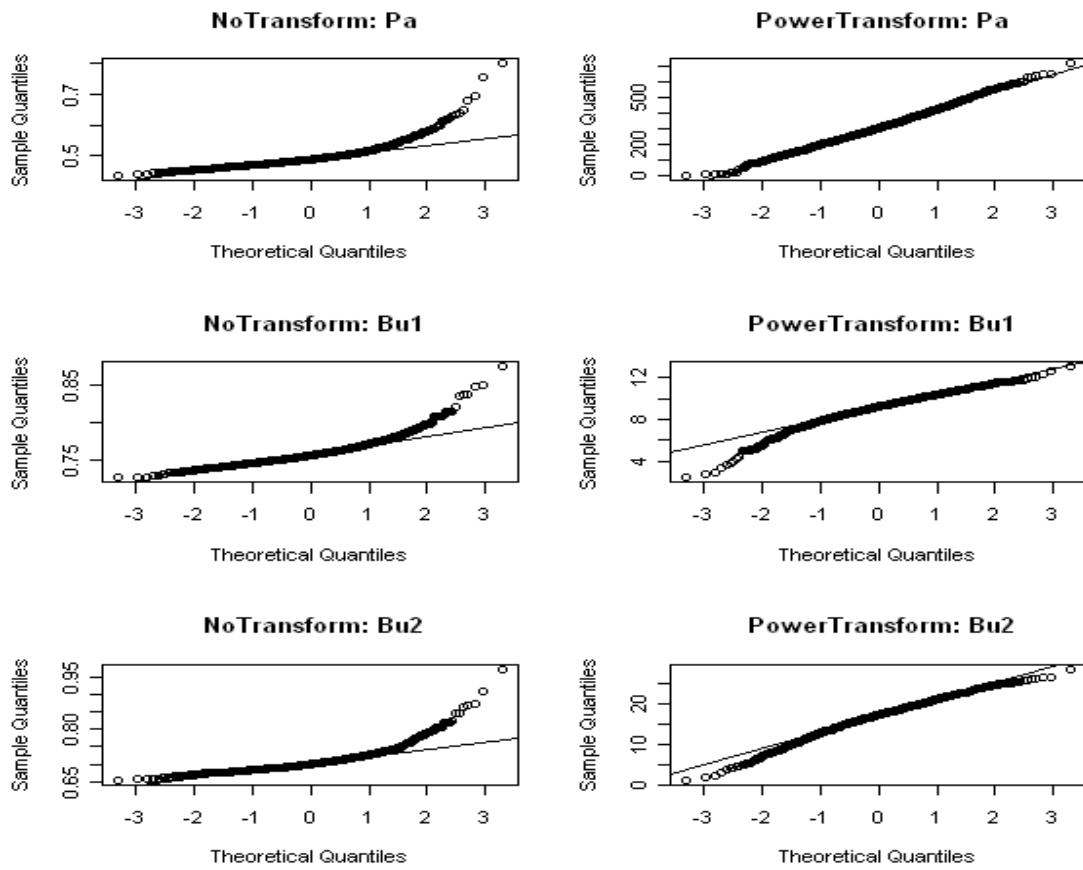 NoTransform: Pa
Sample Quantiles
0.5 0.7
-3 -2 -1 0 1 2 3
Theoretical Quantiles
PowerTransform: Pa
Sample Quantiles
0 200 500
-3 -2 -1 0 1 2 3
Theoretical Quantiles
NoTransform: Bu1
Sample Quantiles
0.75 0.85
-3 -2 -1 0 1 2 3
Theoretical Quantiles
PowerTransform: Bu1
Sample Quantiles
4 8 12
-3 -2 -1 0 1 2 3
Theoretical Quantiles
NoTransform: Bu2
Sample Quantiles
0.65 0.80 0.95
-3 -2 -1 0 1 2 3
Theoretical Quantiles
PowerTransform: Bu2
Sample Quantiles
0 10 20
-3 -2 -1 0 1 2 3
Theoretical Quantiles